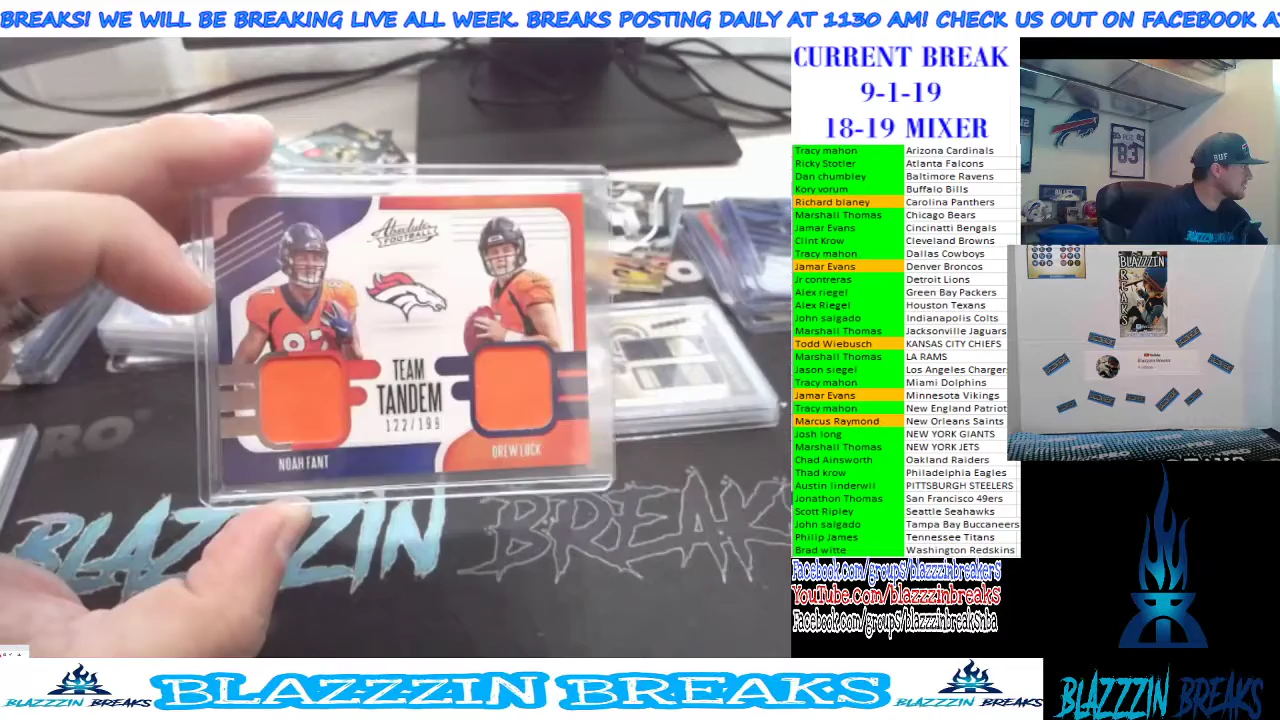 BREAKS! WE WILL BE BREAKING LIVE ALL WEEK. BREAKS POSTING DAILY AT 1130 AM! CHECK US OUT ON FACEBOOK A
CURRENT BREAK
9-1-19
18-19 MIXER
Tracy mahon Arizona Cardinals
Ricky Stotler Atlanta Falcons
Dan chumbley Baltimore Ravens
Kory vorum Buffalo Bills
Richard blaney Carolina Panthers
Marshall Thomas Chicago Bears
Jamar Evans Cincinatti Bengals
Clint Krow Cleveland Browns
Tracy mahon Dallas Cowboys
Jamar Evans Denver Broncos
Jr contreras Detroit Lions
Alex riegel Green Bay Packers
Alex Riegel Houston Texans
John salgado Indianapolis Colts
Marshall Thomas Jacksonville Jaguars
Todd Wiebusch KANSAS CITY CHIEFS
Marshall Thomas LA RAMS
Jason siegel Los Angeles Charger
Tracy mahon Miami Dolphins
Jamar Evans Minnesota Vikings
Tracy mahon New England Patriot
Marcus Raymond New Orleans Saints
Josh long NEW YORK GIANTS
Marshall Thomas NEW YORK JETS
Chad Ainsworth Oakland Raiders
Thad krow Philadelphia Eagles
Austin linderwll PITTSBURGH STEELERS
Jonathon Thomas San Francisco 49ers
Scott Ripley Seattle Seahawks
John salgado Tampa Bay Buccaneers
Philip James Tennessee Titans
Brad witte Washington Redskins
Facebook.com/groups/blazzzinbreakers
YouTube.com/blazzzinbreaks
Facebook.com/groups/blazzzinbreaksnba
Absolute
FOOTBALL
TEAM
TANDEM
122/199
NOAH FANT
DREW LOCK
BLAZZZIN BREAK
BUF
83
BLAZZZIN
BREAKS
BLAZZZIN BREAKS
BLAZZZIN BREAKS
BLAZZZIN BREAKS
BLAZZZIN BREAKS